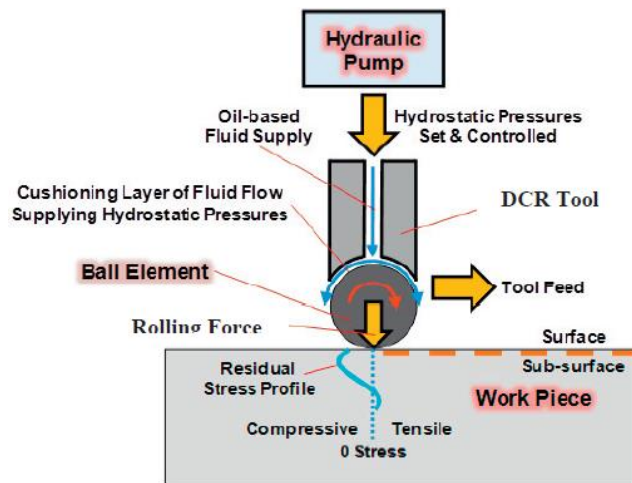 Hydraulic
Pump
Oil-based
Fluid Supply
Hydrostatic Pressures
Set & Controlled
Cushioning Layer of Fluid Flow
Supplying Hydrostatic Pressures
DCR Tool
Ball Element
Tool Feed
Rolling Force
Surface
Residual
Stress Profile
Sub-surface
Work Piece
Compressive
Tensile
0 Stress